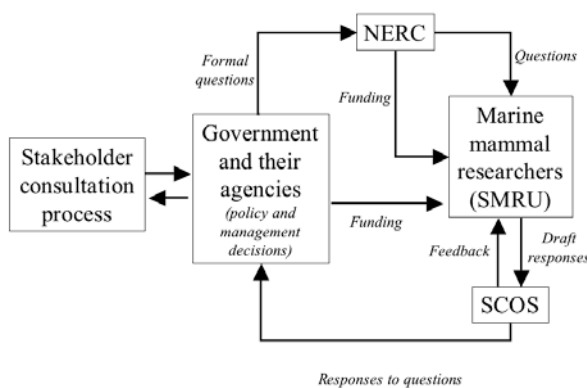 NERC
Formal
questions
Questions
Funding
Stakeholder
consultation
process
Government
and their
agencies
(policy and
management
decisions)
Marine
mammal
researchers
(SMRU)
Funding
Feedback
Draft
responses
SCOS
Responses to questions